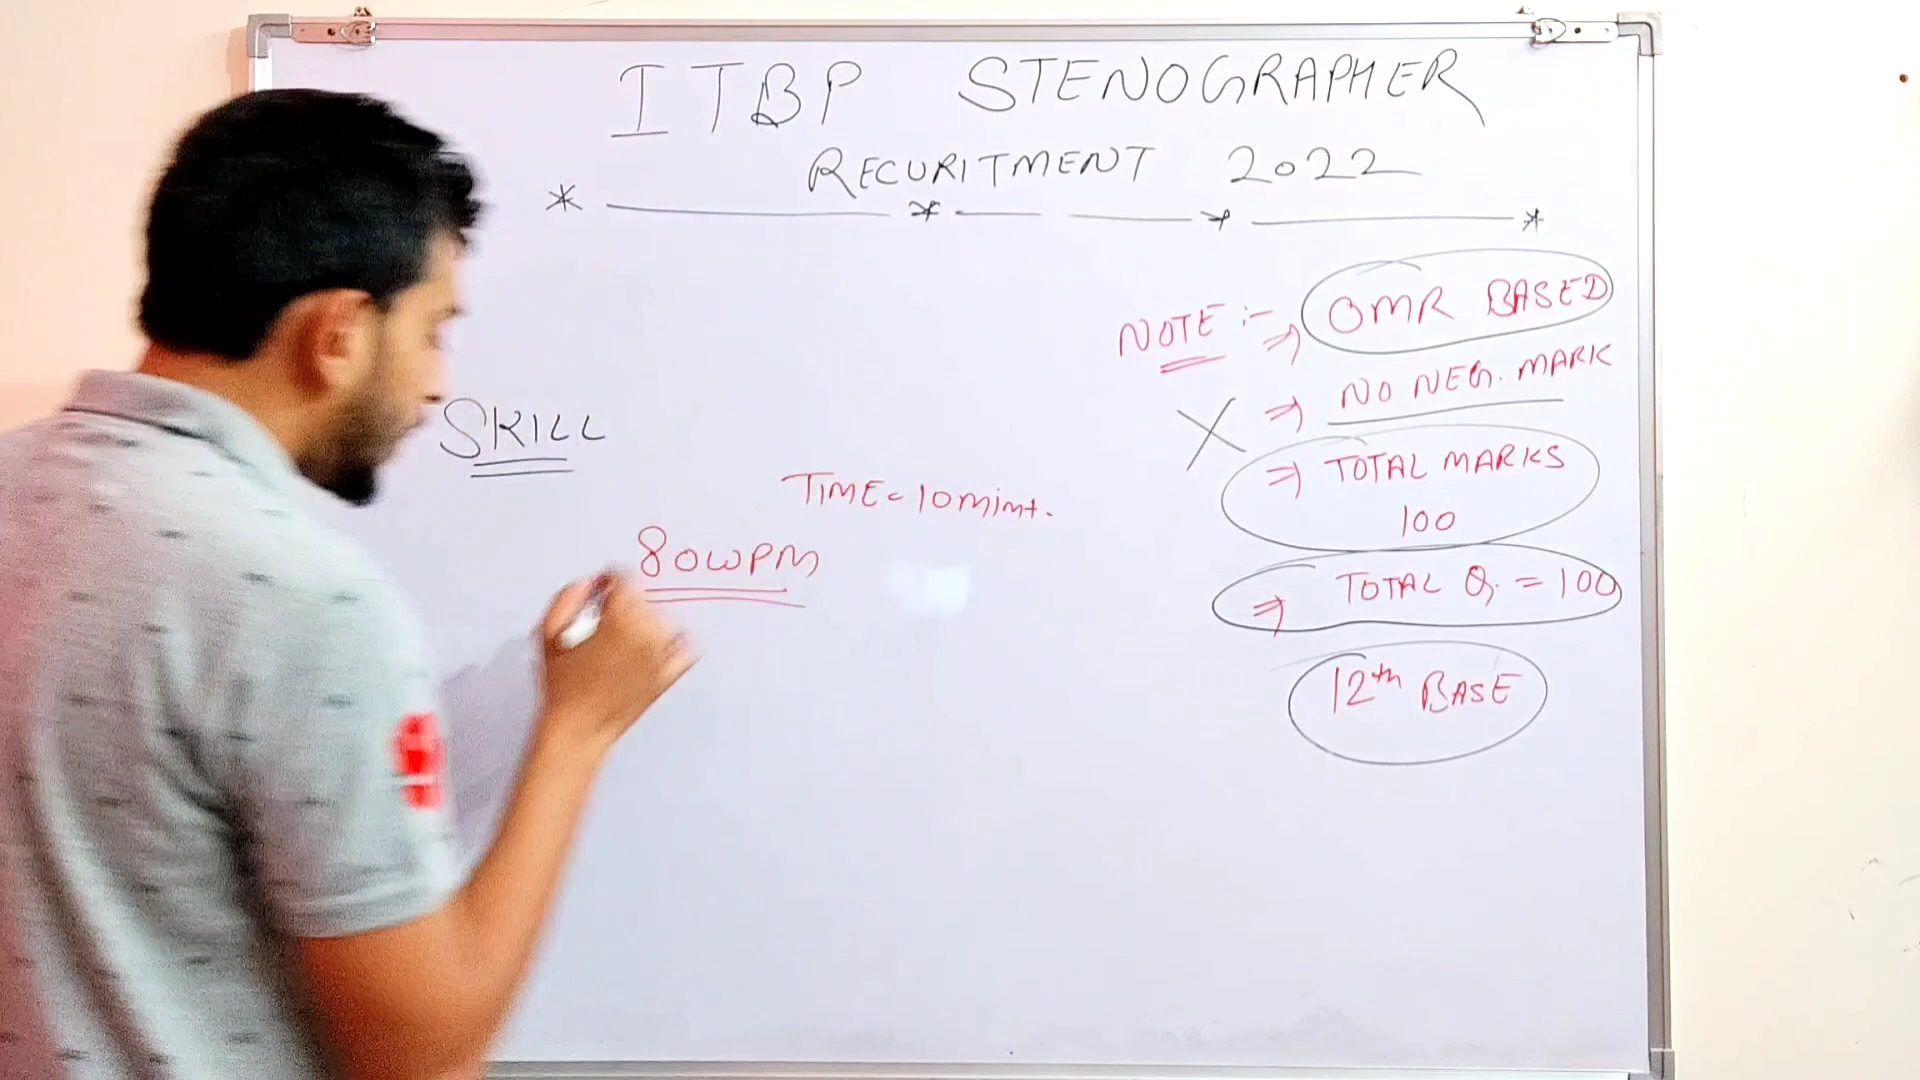 ITBP STENOGRAPHER
RECURITMENT 2022
NOTE :- ⇒ OMR BASED
X ⇒ NO NEG. MARK
⇒ TOTAL MARKS
100
⇒ TOTAL Q. = 100
12th BASE
SKILL
TIME = 10 mint.
80 WPM